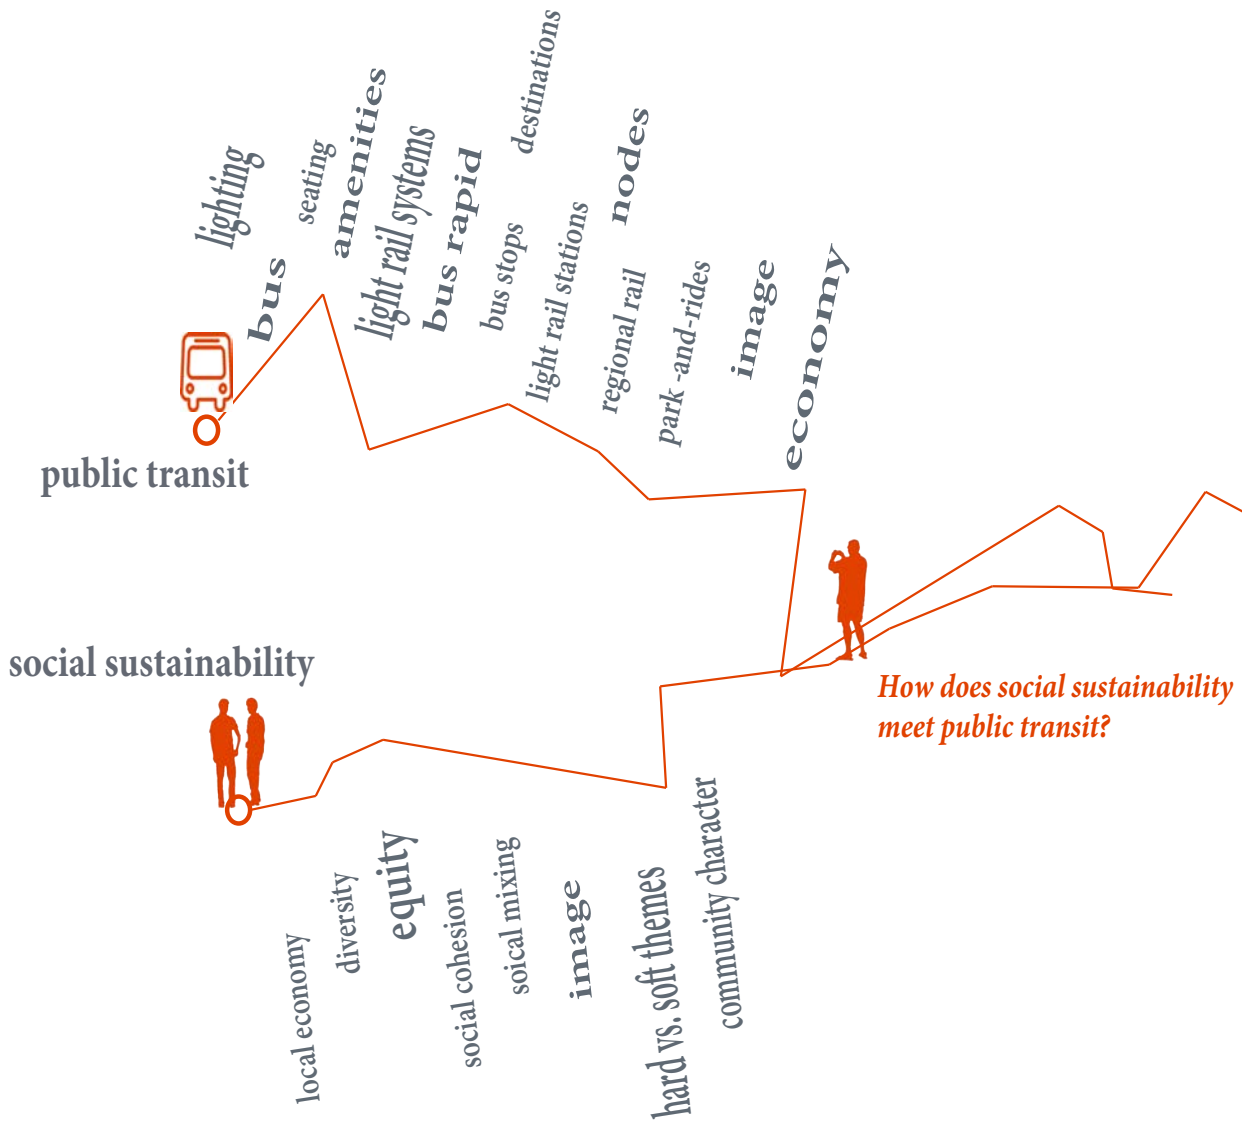 lighting
bus
seating
amenities
light rail systems
bus rapid
bus stops
destinations
light rail stations
nodes
regional rail
park -and-rides
image
economy
public transit
social sustainability
How does social sustainability
meet public transit?
local economy
diversity
equity
social cohesion
soical mixing
image
hard vs. soft themes
community character